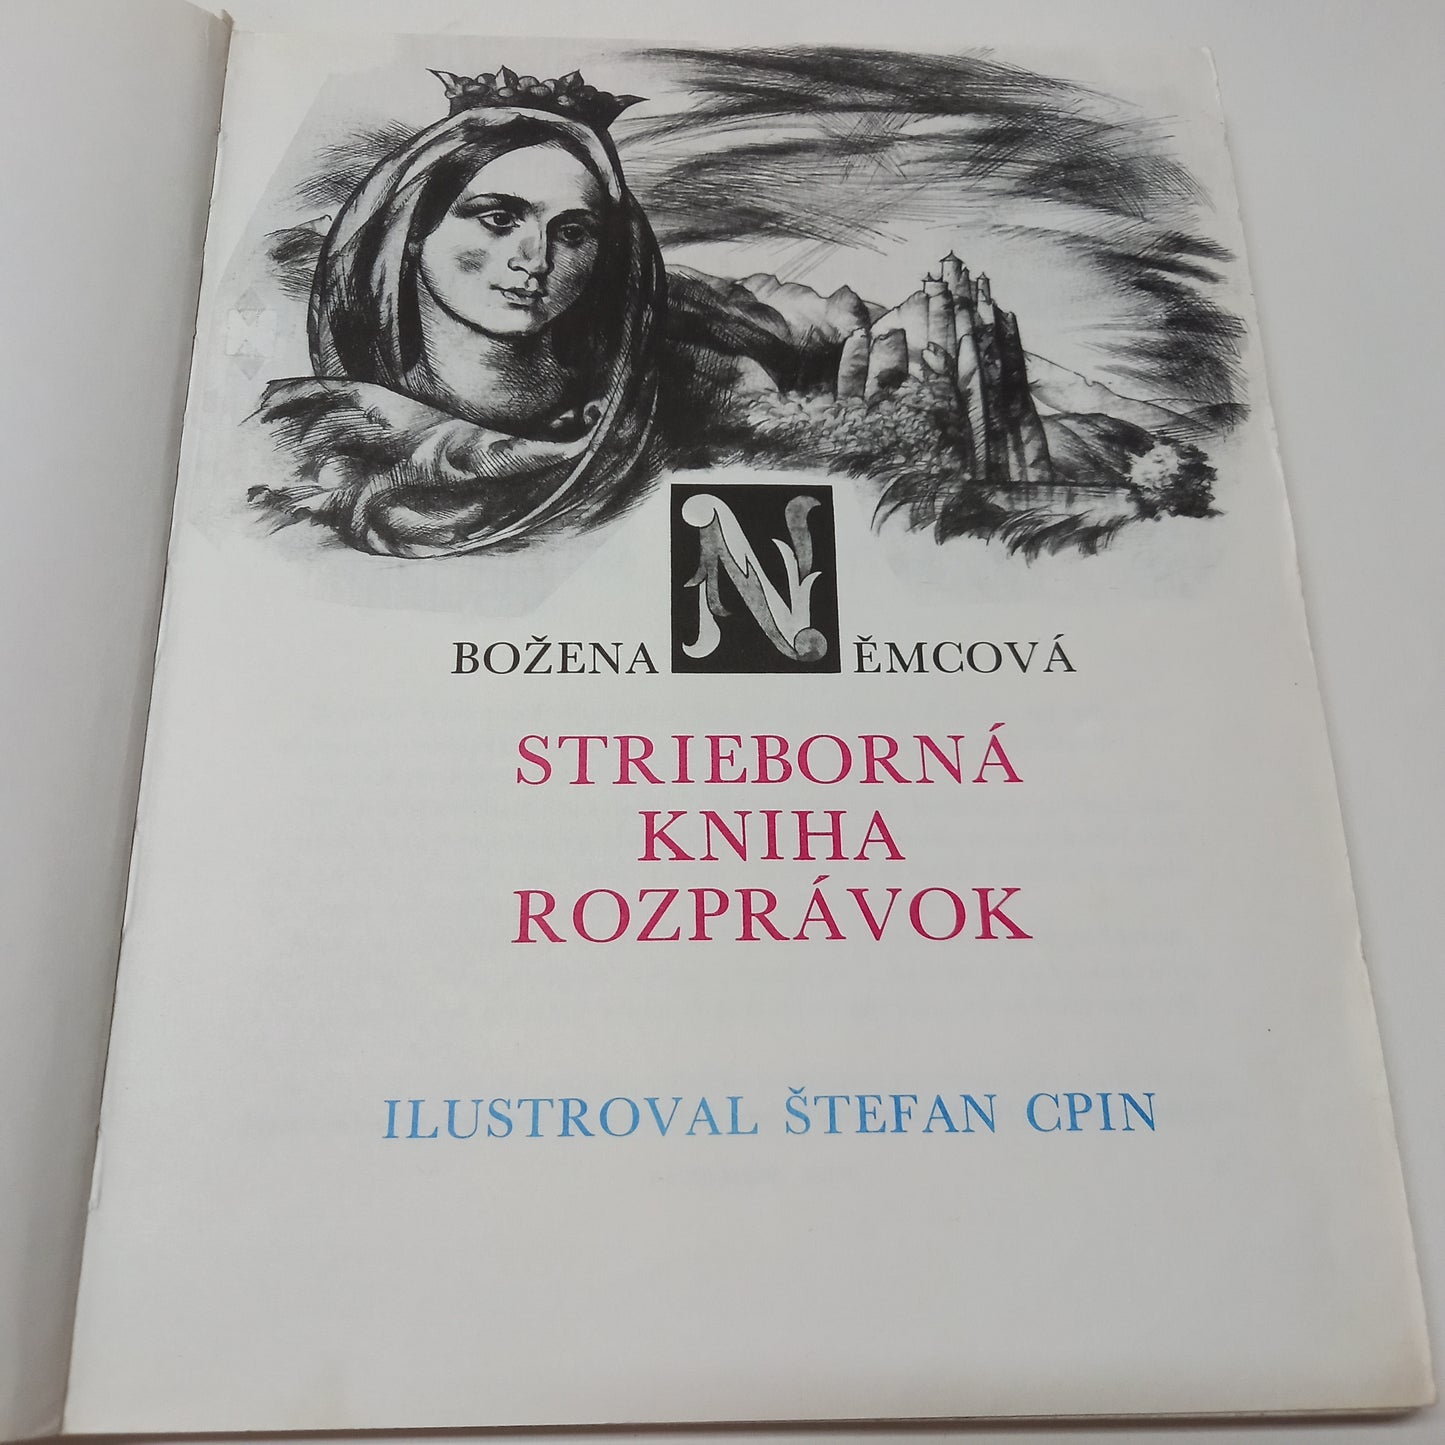 BOŽENA NĚMCOVÁ
STRIEBORNÁ
KNIHA
ROZPRÁVOK
ILUSTROVAL ŠTEFAN CPIN